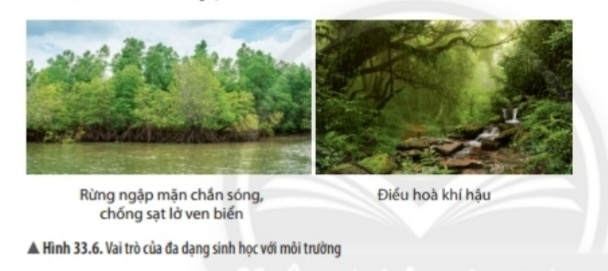 Rừng ngập mặn chắn sóng,
chống sạt lở ven biển
Điều hoà khí hậu
▲ Hình 33.6. Vai trò của đa dạng sinh học với môi trường